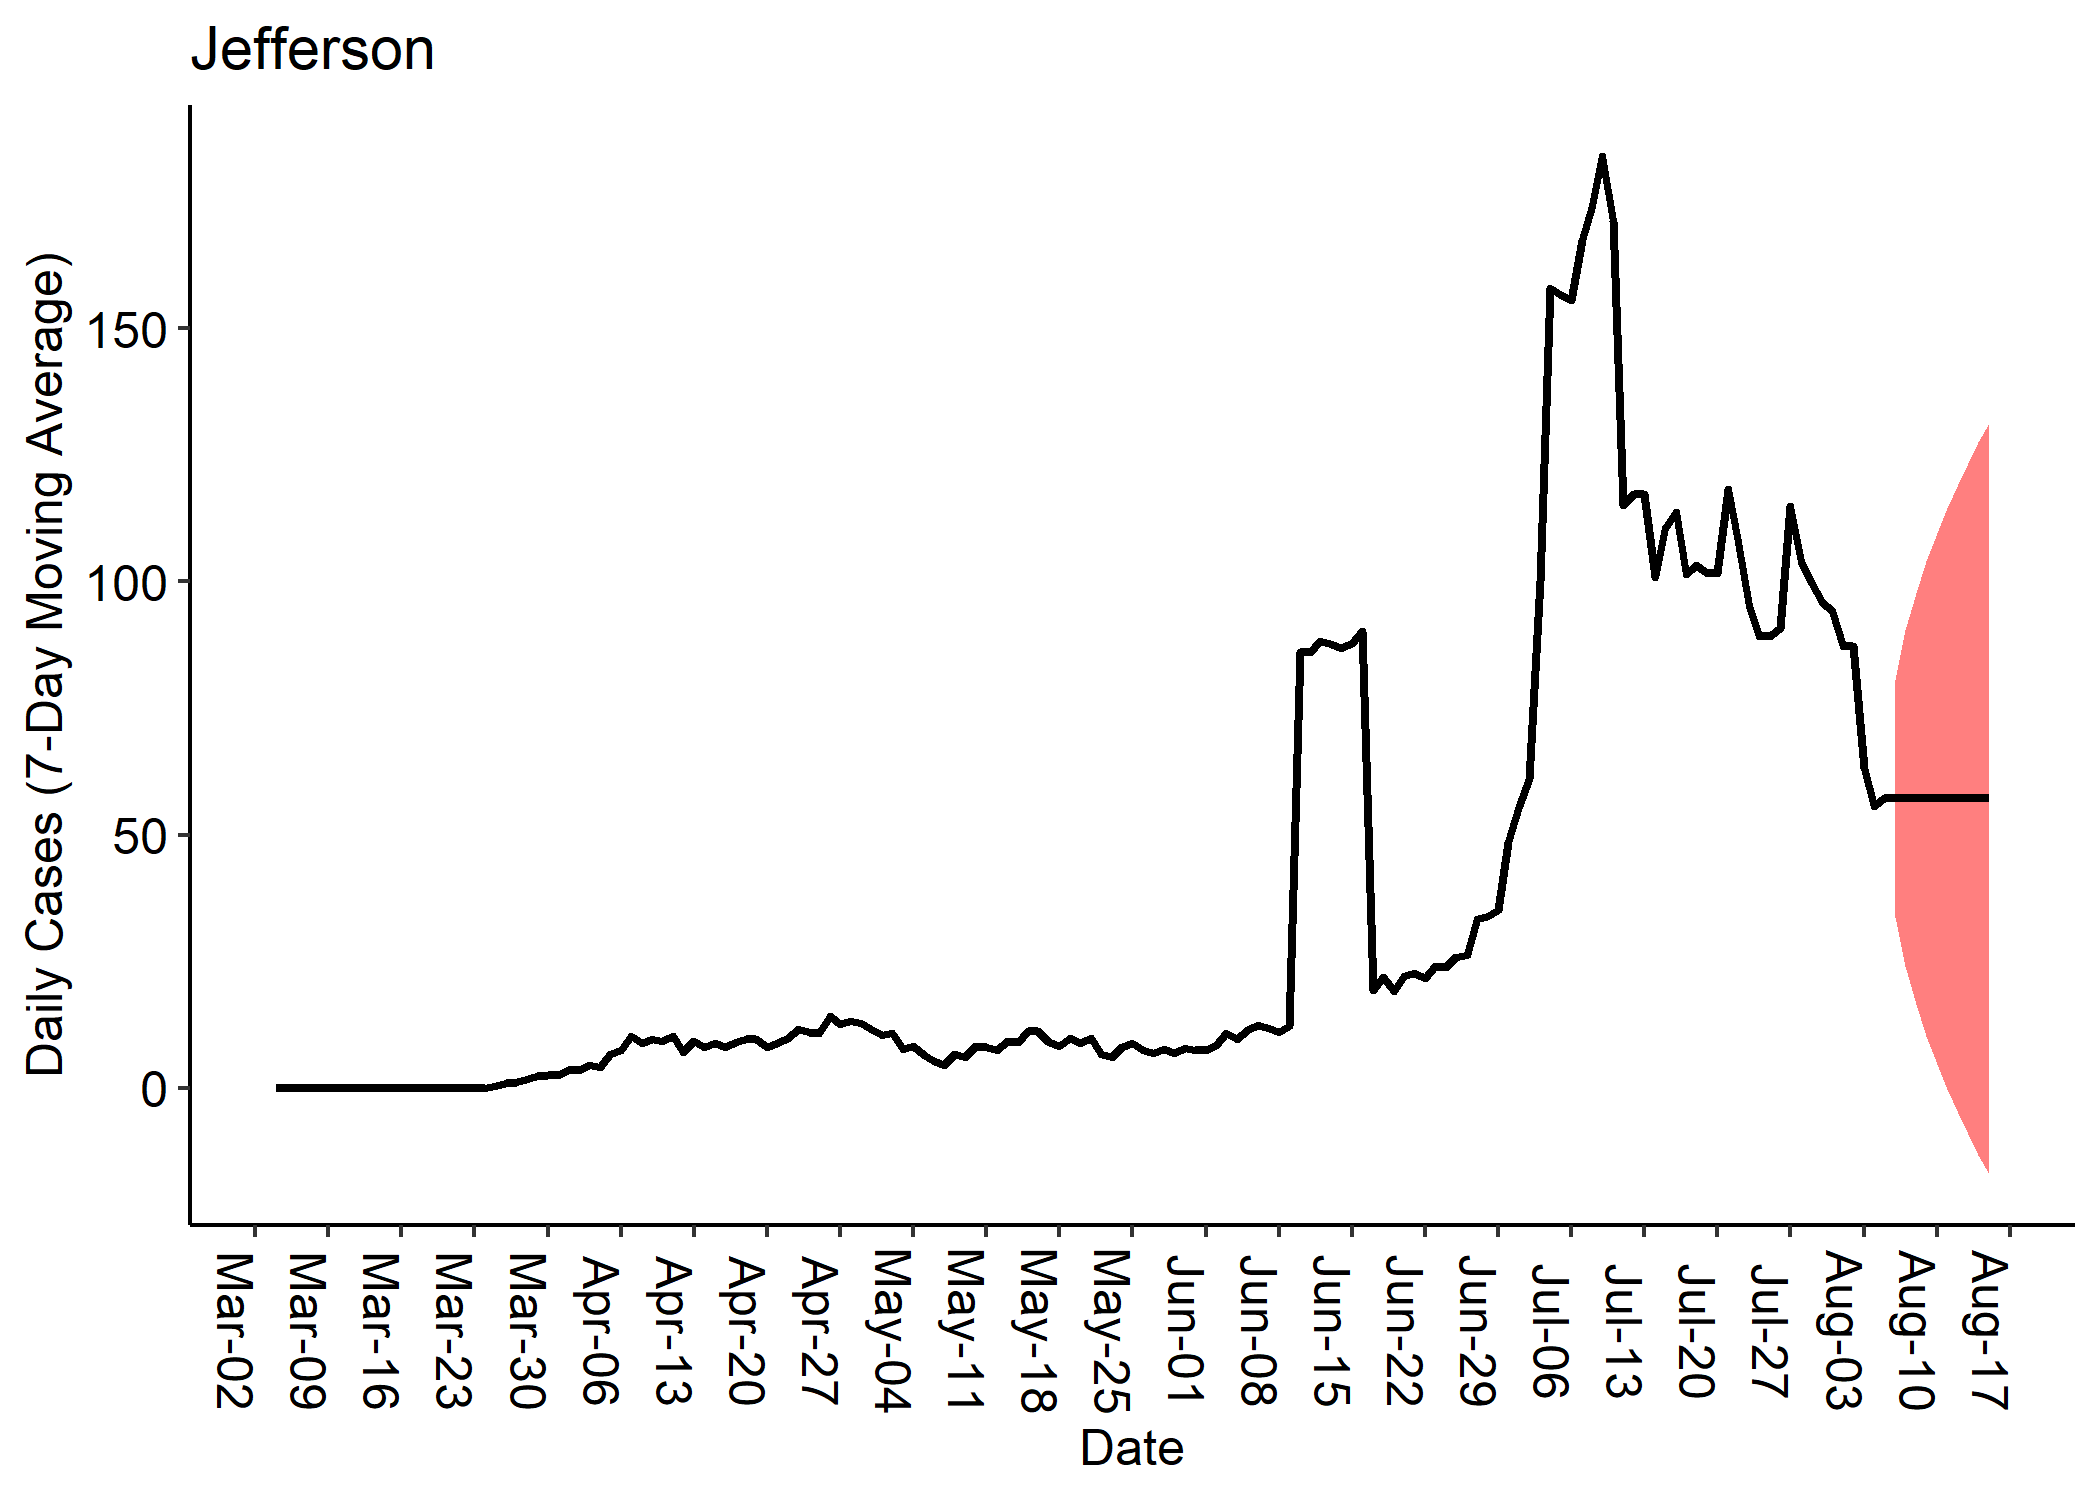 Jefferson
Daily Cases (7-Day Moving Average)
150
100
50
0
Mar-02
Mar-09
Mar-16
Mar-23
Mar-30
Apr-06
Apr-13
Apr-20
Apr-27
May-04
May-11
May-18
May-25
Jun-01
Jun-08
Jun-15
Jun-22
Jun-29
Jul-06
Jul-13
Jul-20
Jul-27
Aug-03
Aug-10
Aug-17
Date